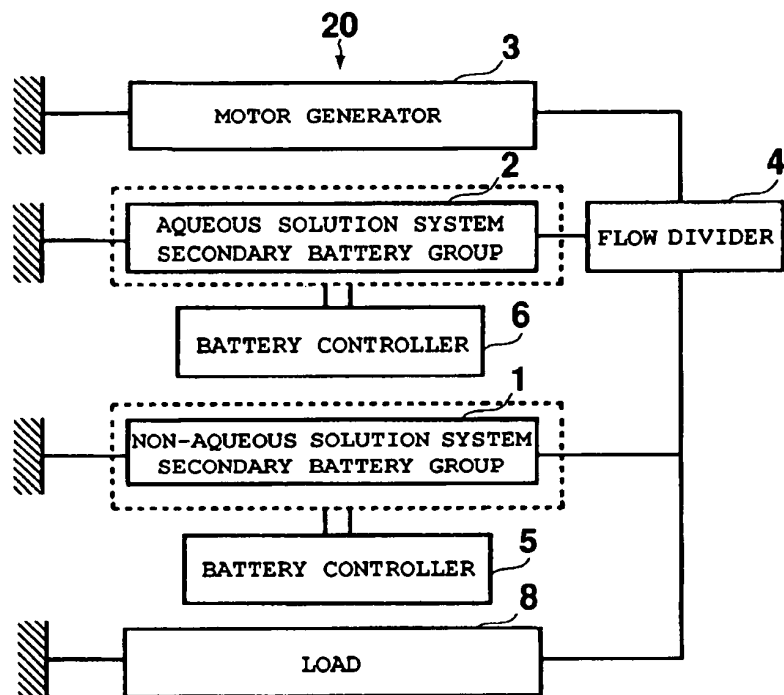 20
3
MOTOR GENERATOR
4
2
AQUEOUS SOLUTION SYSTEM
SECONDARY BATTERY GROUP
FLOW DIVIDER
6
BATTERY CONTROLLER
1
NON-AQUEOUS SOLUTION SYSTEM
SECONDARY BATTERY GROUP
5
BATTERY CONTROLLER
8
LOAD